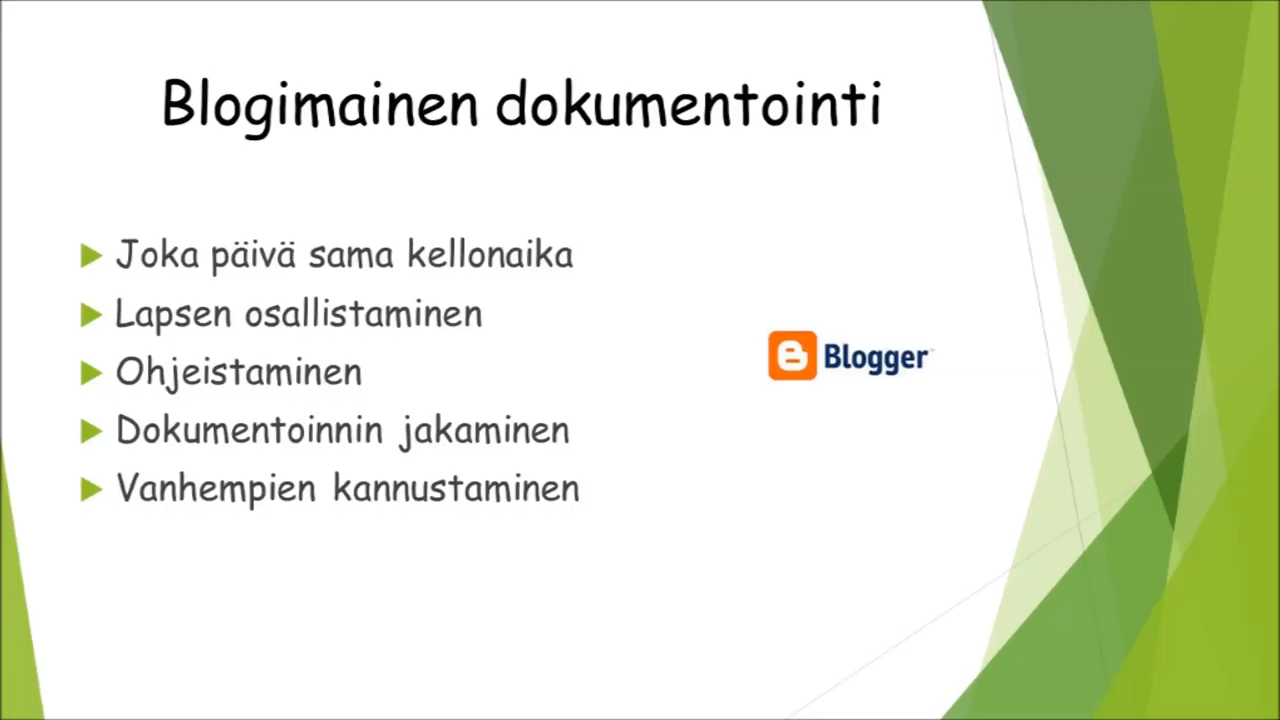 Blogimainen dokumentointi
Joka päivä sama kellonaika
Lapsen osallistaminen
Ohjeistaminen
Dokumentoinnin jakaminen
Vanhempien kannustaminen
Blogger